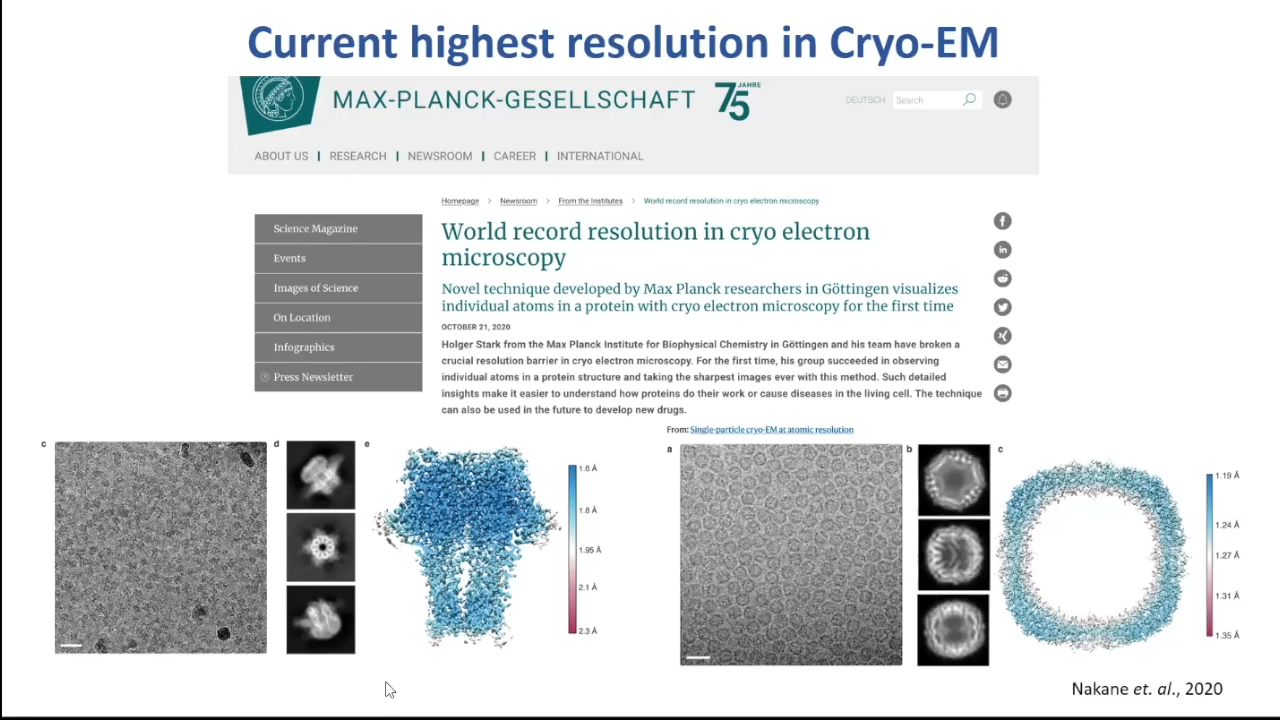 Current highest resolution in Cryo-EM
MAX-PLANCK-GESELLSCHAFT
75 JAHRE
DEUTSCH
Search
ABOUT US | RESEARCH | NEWSROOM | CAREER | INTERNATIONAL
Homepage > Newsroom > From the Institutes > World record resolution in cryo electron microscopy
Science Magazine
Events
Images of Science
On Location
Infographics
Press Newsletter
World record resolution in cryo electron
microscopy
Novel technique developed by Max Planck researchers in Göttingen visualizes
individual atoms in a protein with cryo electron microscopy for the first time
OCTOBER 21, 2020
Holger Stark from the Max Planck Institute for Biophysical Chemistry in Göttingen and his team have broken a
crucial resolution barrier in cryo electron microscopy. For the first time, his group succeeded in observing
individual atoms in a protein structure and taking the sharpest images ever with this method. Such detailed
insights make it easier to understand how proteins do their work or cause diseases in the living cell. The technique
can also be used in the future to develop new drugs.
From: Single-particle cryo-EM at atomic resolution
c
d
e
1.6 Å
1.8 Å
1.95 Å
2.1 Å
2.3 Å
a
b
c
1.19 Å
1.24 Å
1.27 Å
1.31 Å
1.35 Å
Nakane et. al., 2020